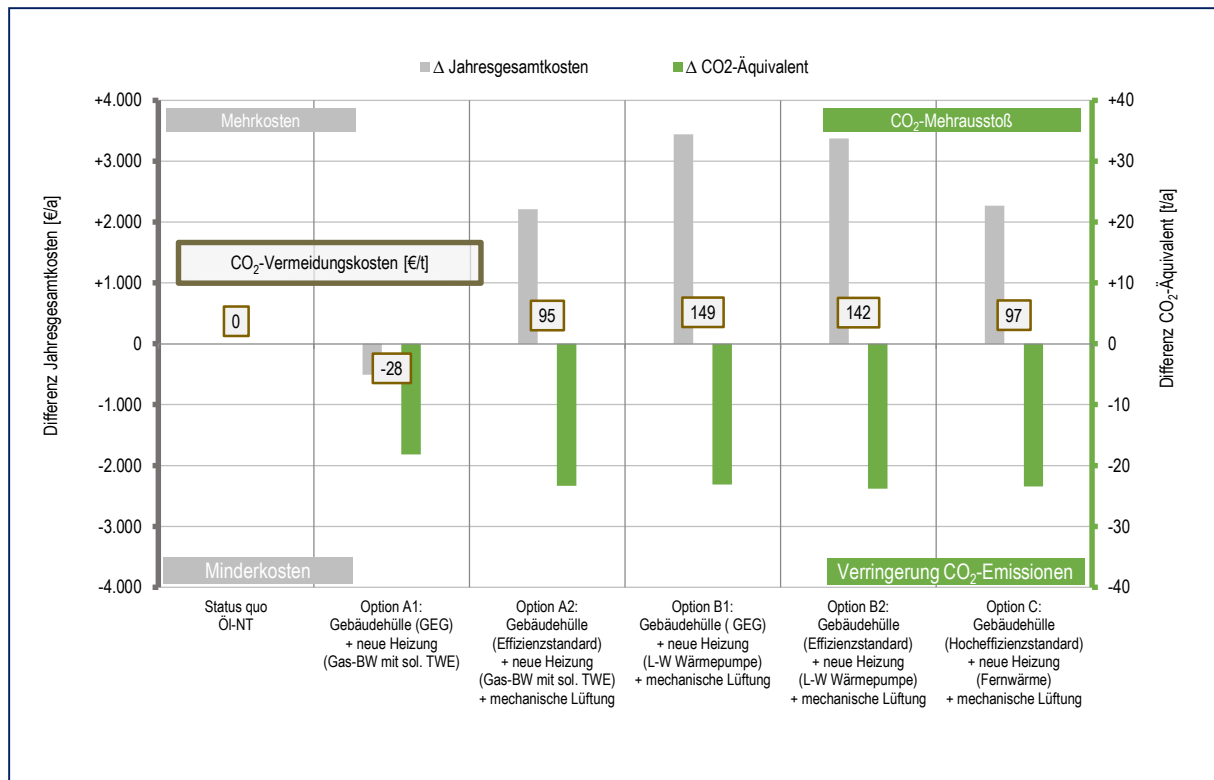 Δ Jahresgesamtkosten
Δ CO2-Äquivalent
+4.000
+3.000
+2.000
+1.000
0
-1.000
-2.000
-3.000
-4.000
Differenz Jahresgesamtkosten [€/a]
Mehrkosten
CO₂-Mehrausstoß
CO₂-Vermeidungskosten [€/t]
0
-28
95
149
142
97
Minderkosten
Verringerung CO₂-Emissionen
+40
+30
+20
+10
0
-10
-20
-30
-40
Differenz CO₂-Äquivalent [t/a]
Status quo
Öl-NT
Option A1:
Gebäudehülle (GEG)
+ neue Heizung
(Gas-BW mit sol. TWE)
Option A2:
Gebäudehülle
(Effizienzstandard)
+ neue Heizung
(Gas-BW mit sol. TWE)
+ mechanische Lüftung
Option B1:
Gebäudehülle ( GEG)
+ neue Heizung
(L-W Wärmepumpe)
+ mechanische Lüftung
Option B2:
Gebäudehülle
(Effizienzstandard)
+ neue Heizung
(L-W Wärmepumpe)
+ mechanische Lüftung
Option C:
Gebäudehülle
(Hocheffizienzstandard)
+ neue Heizung
(Fernwärme)
+ mechanische Lüftung